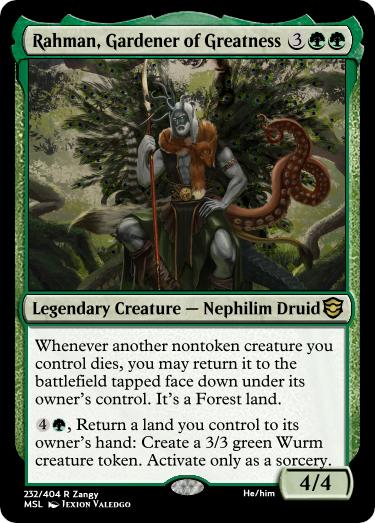 Rahman, Gardener of Greatness 3
Legendary Creature — Nephilim Druid
Whenever another nontoken creature you
control dies, you may return it to the
battlefield tapped face down under its
owner's control. It's a Forest land.
4 , Return a land you control to its
owner's hand: Create a 3/3 green Wurm
creature token. Activate only as a sorcery.
4/4
232/404 R Zangy
He/him
MSL Jexion Valedgo